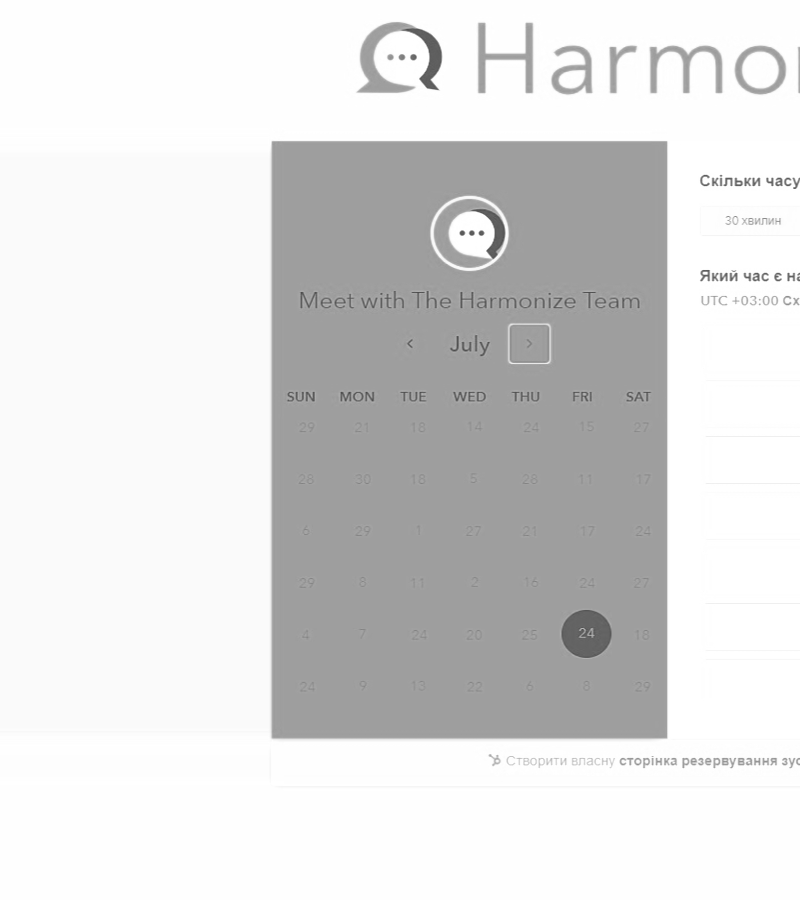 Harmon
Meet with The Harmonize Team
July
SUN MON TUE WED THU FRI SAT
29 21 18 14 24 15 27
28 30 18 5 28 11 17
6 29 1 27 21 17 24
29 8 11 2 16 24 27
4 7 24 20 25 24 18
24 9 13 22 6 8 29
Скільки часу
30 хвилин
Який час є на
UTC +03:00 Сх
Створити власну сторінка резервування зус